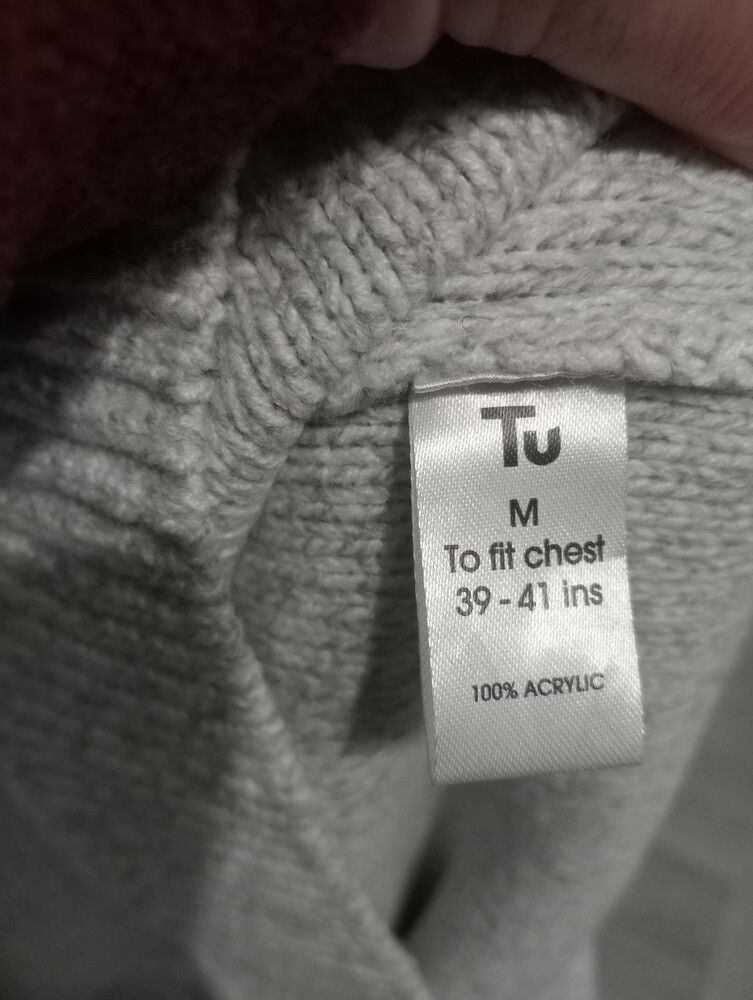 Tu
M
To fit chest
39 - 41 ins
100% ACRYLIC